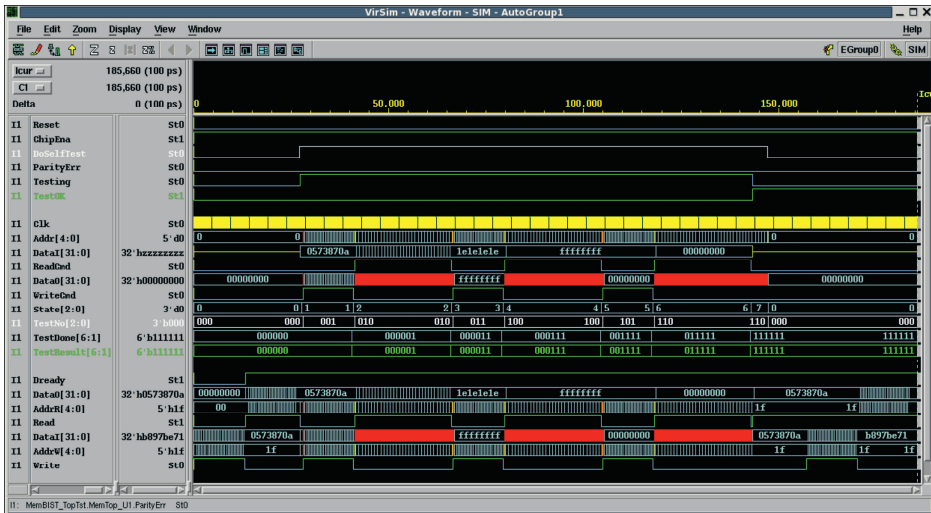 VirSim - Waveform - SIM - AutoGroup1
File Edit Zoom Display View Window Help
EGroup0 SIM
Icur 185,660 (100 ps)
C1 185,660 (100 ps)
Delta 0 (100 ps) 0 50.000 100.000 150.000 Icu
I1 Reset St0
I1 ChipEna St1
I1 DoSelfTest St0
I1 ParityErr St0
I1 Testing St0
I1 TestOK St1
I1 Clk St0
I1 Addr[4:0] 5'd0 0 0 0 0
I1 DataI[31:0] 32'hzzzzzzzz 0573870a 1e1e1e1e ffffffff 00000000
I1 ReadCmd St0
I1 DataO[31:0] 32'h00000000 00000000 ffffffff 00000000 00000000
I1 WriteCmd St0
I1 State[2:0] 3'd0 0 0 1 1 2 2 3 3 4 4 5 5 6 6 7 0 0
I1 TestNo[2:0] 3'b000 000 000 001 010 010 011 100 100 101 110 110 000 000
I1 TestDone[6:1] 6'b111111 000000 000001 000011 000111 001111 011111 111111 111111
I1 TestResult[6:1] 6'b111111 000000 000001 000011 000111 001111 011111 111111 111111
I1 Dready St1
I1 DataO[31:0] 32'h0573870a 00000000 0573870a 1e1e1e1e ffffffff 00000000 0573870a
I1 AddrR[4:0] 5'h1f 00 1f 1f
I1 Read St1
I1 DataI[31:0] 32'hb897be71 0573870a ffffffff 00000000 0573870a b897be71
I1 AddrW[4:0] 5'h1f 1f 1f 1f 1f
I1 Write St0
I1: MemBIST_TopTst.MemTop_U1.ParityErr St0